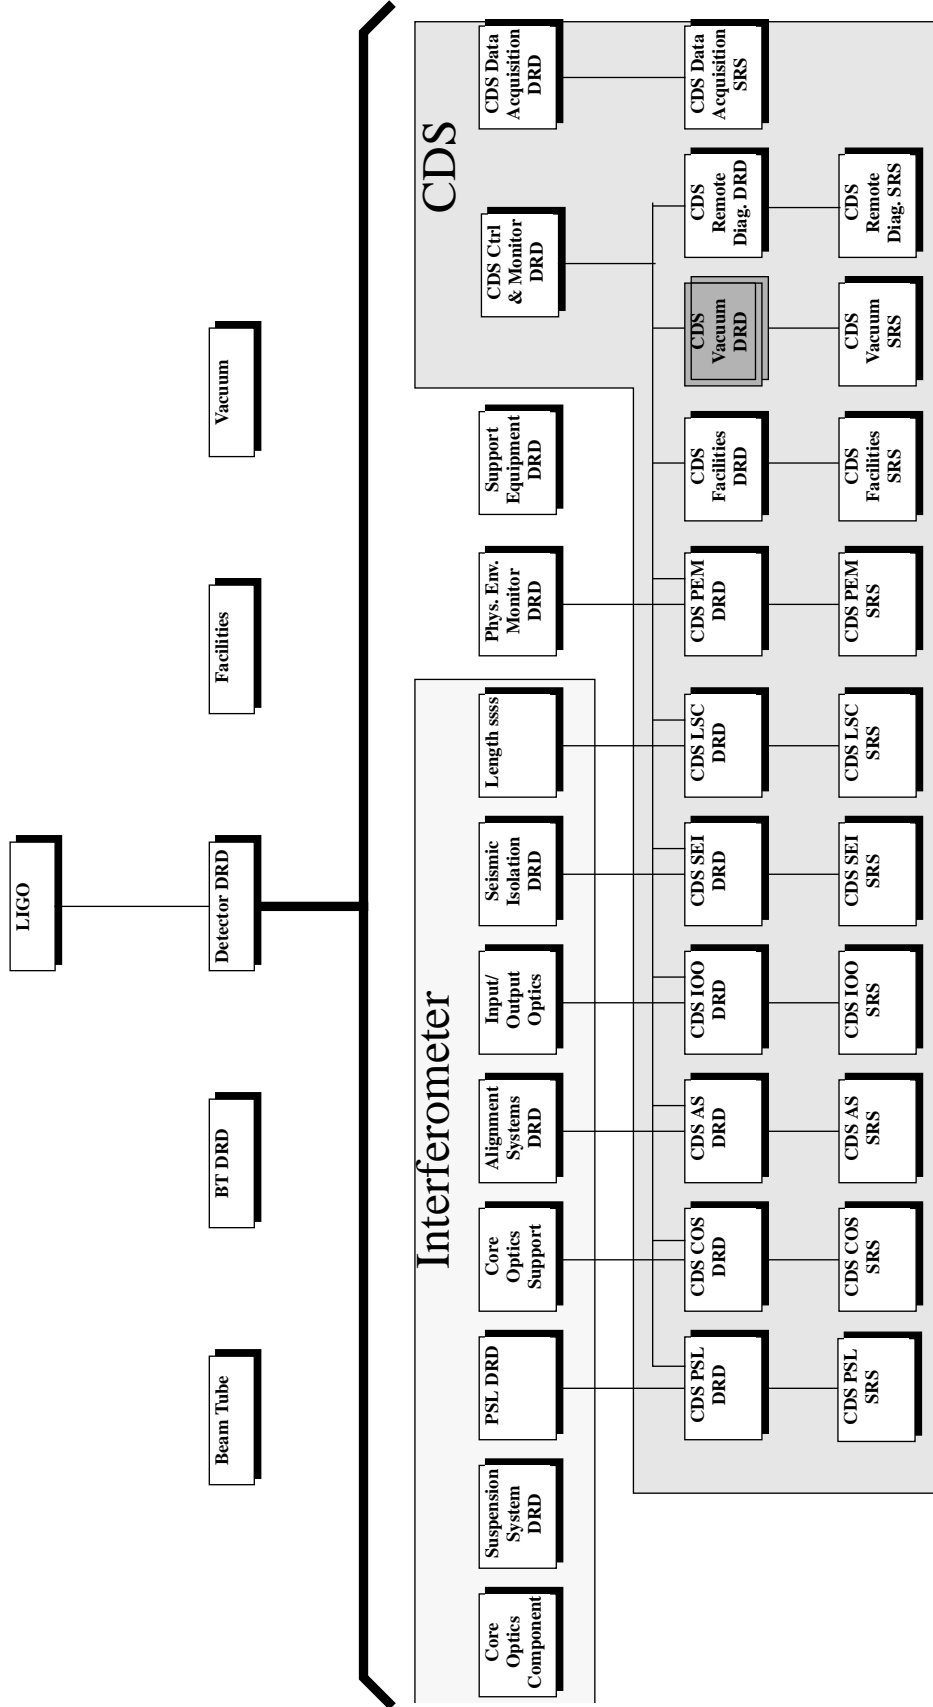 LIGO
Beam Tube
BT DRD
Detector DRD
Facilities
Vacuum
Interferometer
CDS
Core
Optics
Component
Suspension
System
DRD
PSL DRD
Core
Optics
Support
Alignment
Systems
DRD
Input/
Output
Optics
Seismic
Isolation
DRD
Length ssss
Phys. Env.
Monitor
DRD
Support
Equipment
DRD
CDS Ctrl
& Monitor
DRD
CDS Data
Acquisition
DRD
CDS PSL
DRD
CDS COS
DRD
CDS AS
DRD
CDS IOO
DRD
CDS SEI
DRD
CDS LSC
DRD
CDS PEM
DRD
CDS
Facilities
DRD
CDS
Vacuum
DRD
CDS
Remote
Diag. DRD
CDS Data
Acquisition
SRS
CDS PSL
SRS
CDS COS
SRS
CDS AS
SRS
CDS IOO
SRS
CDS SEI
SRS
CDS LSC
SRS
CDS PEM
SRS
CDS
Facilities
SRS
CDS
Vacuum
SRS
CDS
Remote
Diag. SRS